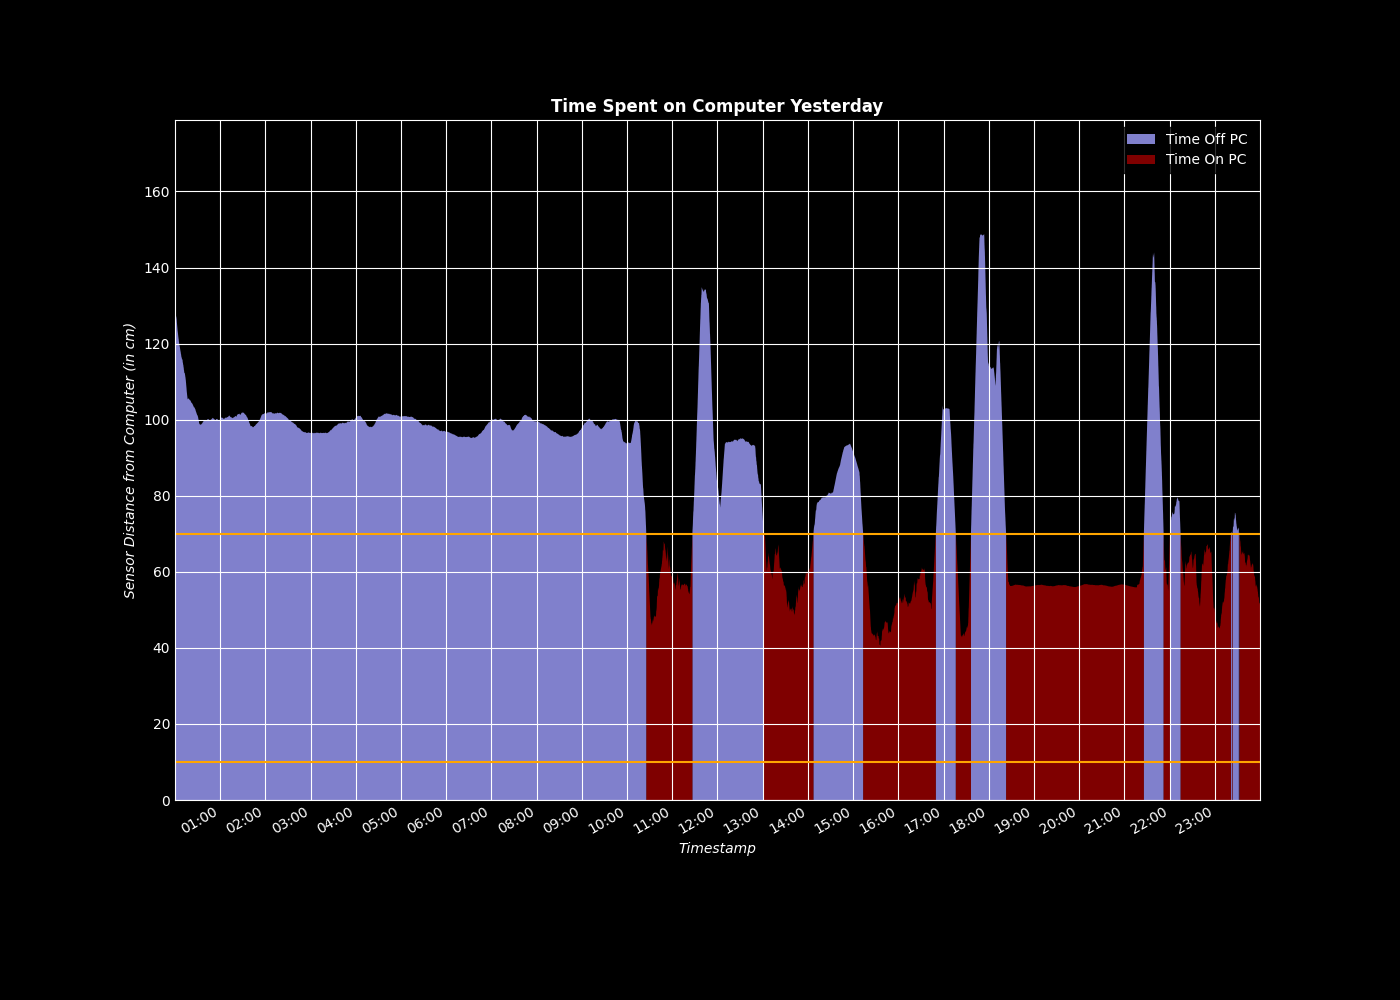 Time Spent on Computer Yesterday
Time Off PC
Time On PC
Sensor Distance from Computer (in cm)
160
140
120
100
80
60
40
20
0
01:00 02:00 03:00 04:00 05:00 06:00 07:00 08:00 09:00 10:00 11:00 12:00 13:00 14:00 15:00 16:00 17:00 18:00 19:00 20:00 21:00 22:00 23:00
Timestamp